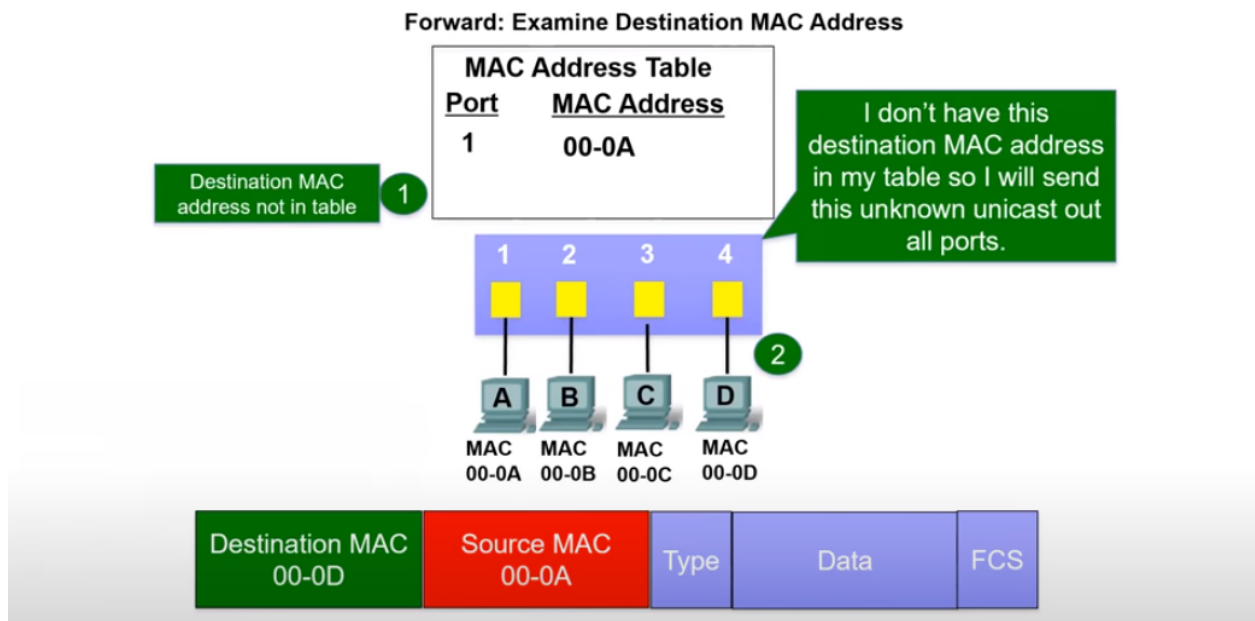 Forward: Examine Destination MAC Address
MAC Address Table
Port MAC Address
1 00-0A
Destination MAC
address not in table
1
I don't have this
destination MAC address
in my table so I will send
this unknown unicast out
all ports.
1 2 3 4
2
A B C D
MAC MAC MAC MAC
00-0A 00-0B 00-0C 00-0D
Destination MAC
00-0D
Source MAC
00-0A
Type
Data
FCS